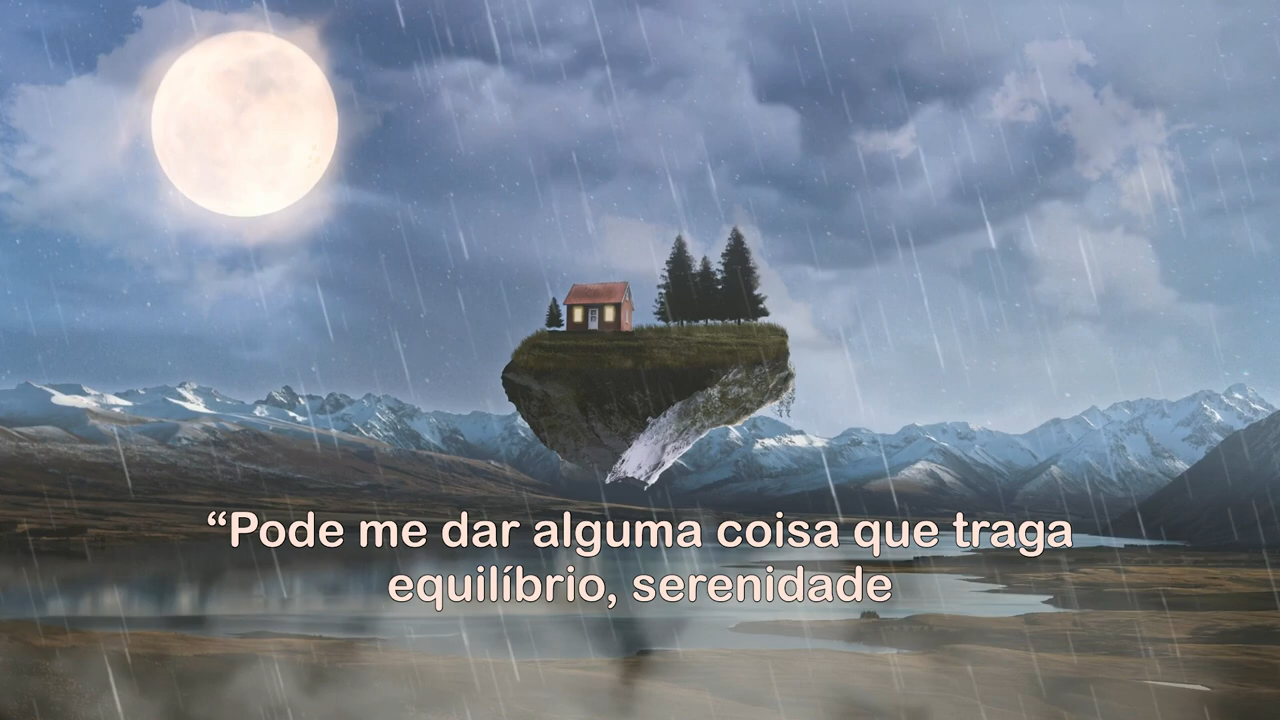 “Pode me dar alguma coisa que traga
equilíbrio, serenidade